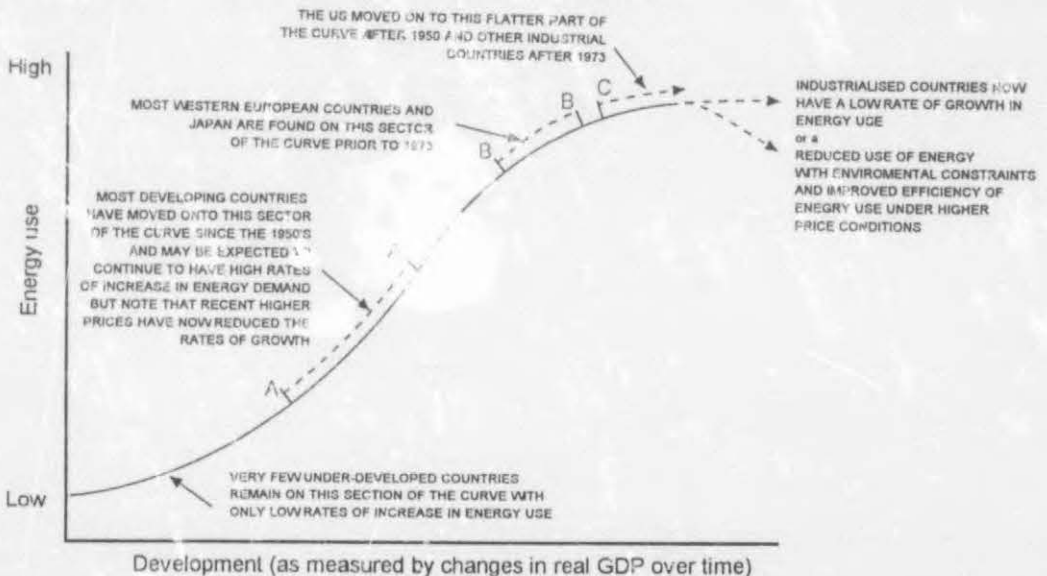 THE US MOVED ON TO THIS FLATTER PART OF
THE CURVE AFTER 1950 AND OTHER INDUSTRIAL
COUNTRIES AFTER 1973
High
MOST WESTERN EUROPEAN COUNTRIES AND
JAPAN ARE FOUND ON THIS SECTOR
OF THE CURVE PRIOR TO 1973
B
B
C
INDUSTRIALISED COUNTRIES NOW
HAVE A LOW RATE OF GROWTH IN
ENERGY USE
or a
REDUCED USE OF ENERGY
WITH ENVIROMENTAL CONSTRAINTS
AND IMPROVED EFFICIENCY OF
ENEGRY USE UNDER HIGHER
PRICE CONDITIONS
MOST DEVELOPING COUNTRIES
HAVE MOVED ONTO THIS SECTOR
OF THE CURVE SINCE THE 1950'S
AND MAY BE EXPECTED TO
CONTINUE TO HAVE HIGH RATES
OF INCREASE IN ENERGY DEMAND
BUT NOTE THAT RECENT HIGHER
PRICES HAVE NOW REDUCED THE
RATES OF GROWTH
A
Energy use
VERY FEW UNDER-DEVELOPED COUNTRIES
REMAIN ON THIS SECTION OF THE CURVE WITH
ONLY LOW RATES OF INCREASE IN ENERGY USE
Low
Development (as measured by changes in real GDP over time)